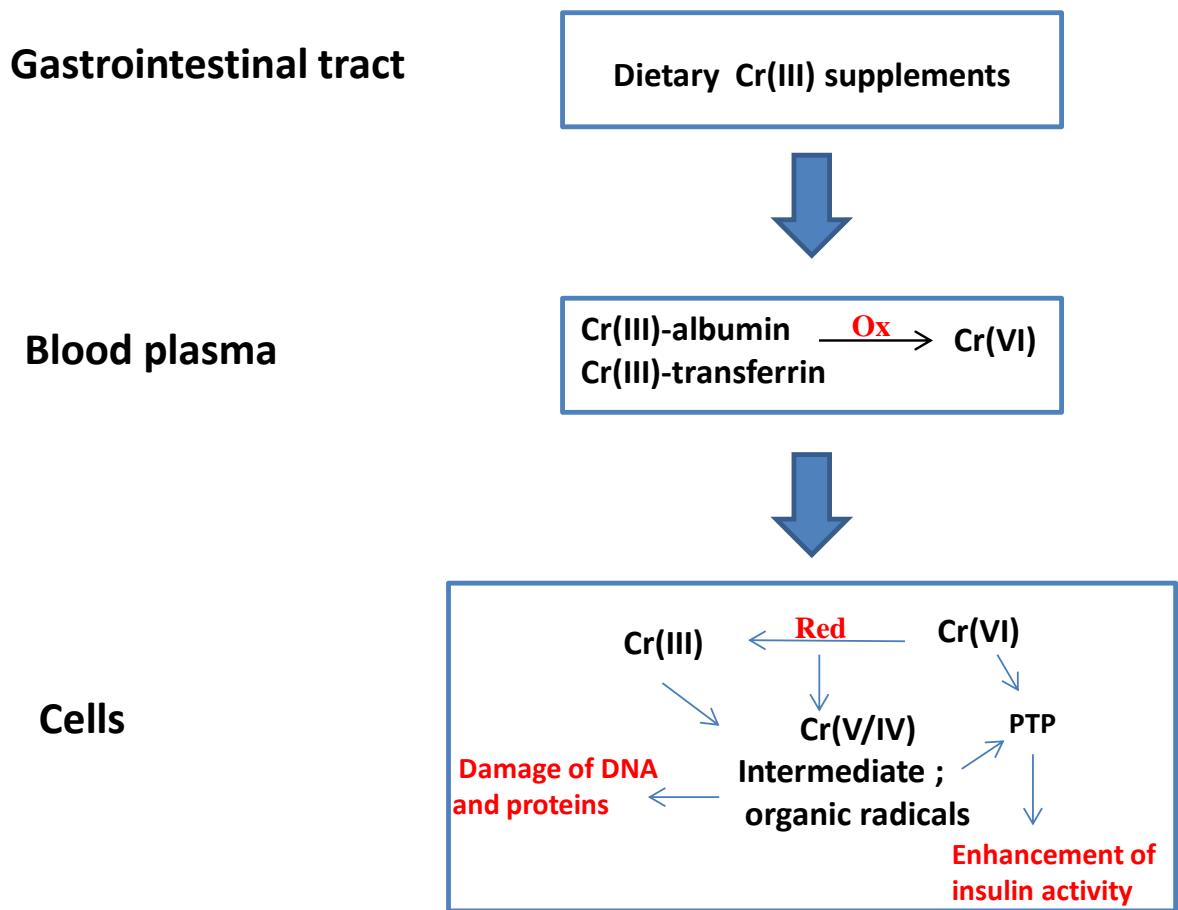 Gastrointestinal tract
Dietary Cr(III) supplements
Blood plasma
Cr(III)-albumin
Cr(III)-transferrin
Ox
Cr(VI)
Cells
Cr(III)
Red
Cr(VI)
Cr(V/IV)
Intermediate ;
organic radicals
PTP
Damage of DNA
and proteins
Enhancement of
insulin activity